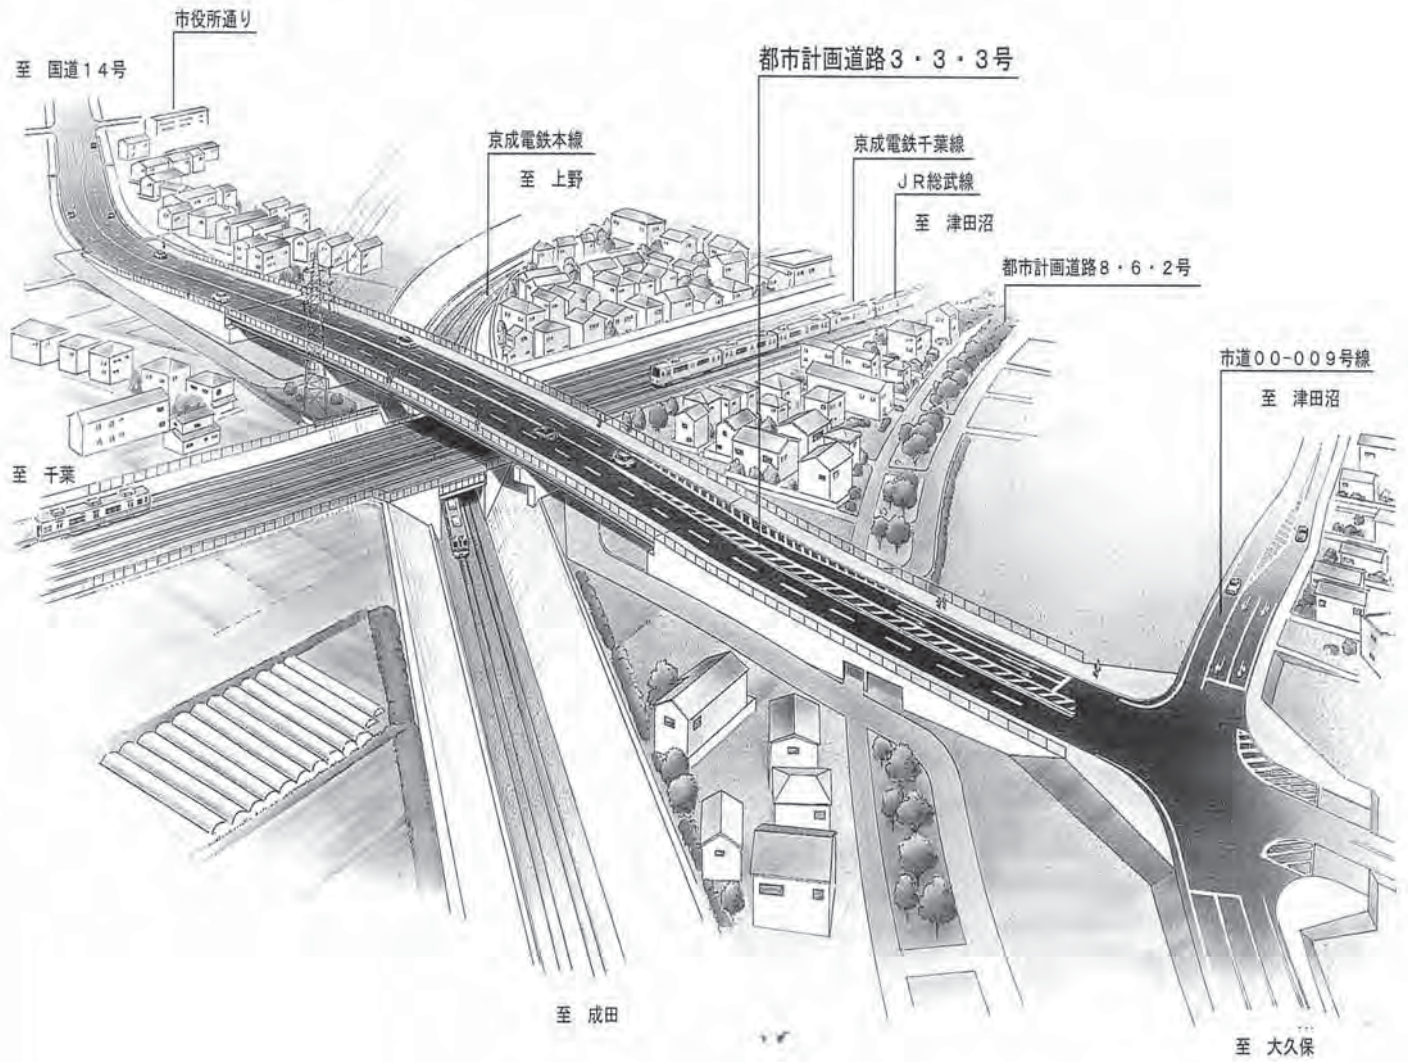 市役所通り
至 国道14号
都市計画道路3・3・3号
京成電鉄本線
至 上野
京成電鉄千葉線
JR総武線
至 津田沼
都市計画道路8・6・2号
市道00-009号線
至 津田沼
至 千葉
至 成田
至 大久保